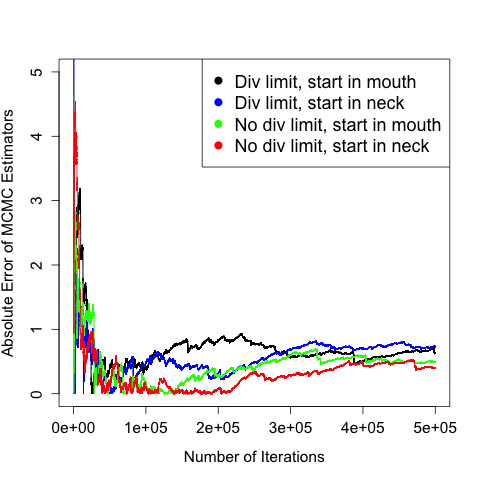 Div limit, start in mouth
Div limit, start in neck
No div limit, start in mouth
No div limit, start in neck
Absolute Error of MCMC Estimators
5
4
3
2
1
0
0e+00 1e+05 2e+05 3e+05 4e+05 5e+05
Number of Iterations